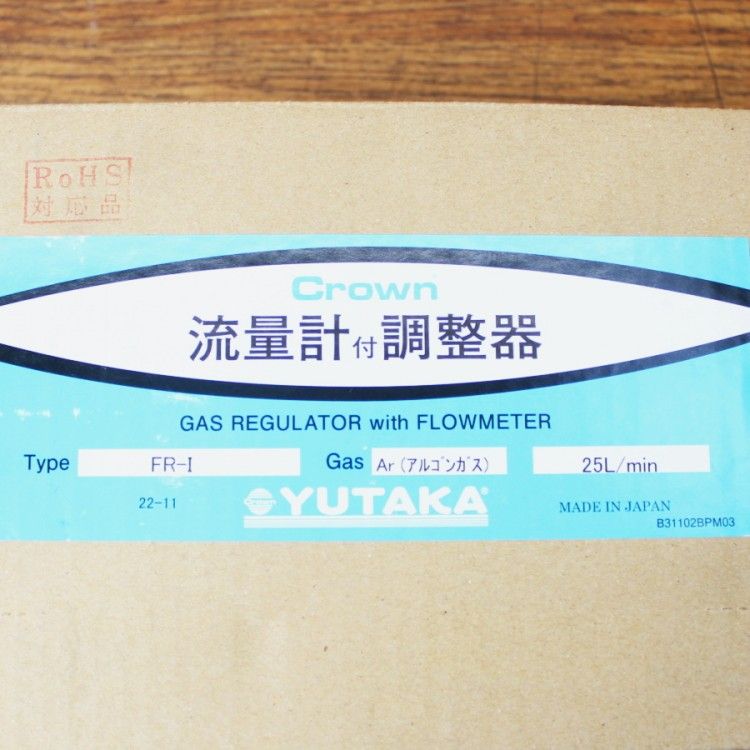 RoHS
対応品
Crown
流量計付調整器
GAS REGULATOR with FLOWMETER
Type FR-I Gas Ar(アルゴンガス) 25L/min
22-11 YUTAKA MADE IN JAPAN
B31102BPM03